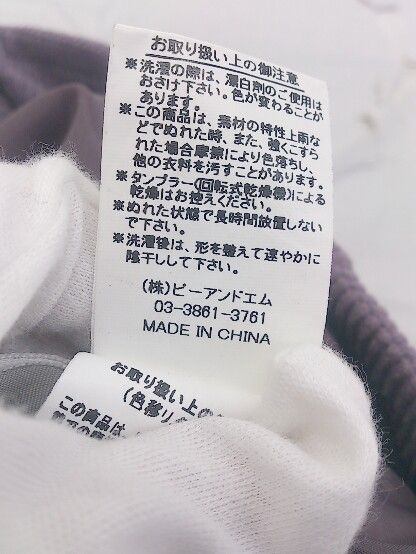 お取り扱い上の御注意
※洗濯の際は、漂白剤のご使用は
おさけ下さい。色が変わることが
あります。
※この商品は、素材の特性上雨な
どでぬれた時、また、強くこすら
れた場合摩擦により色落ちし、
他の衣料を汚すことがあります。
※タンブラー(回転式乾燥機)による
乾燥はお控えください。
※ぬれた状態で長時間放置しない
で下さい。
※洗濯後は、形を整えて速やかに
陰干しして下さい。
(株)ビーアンドエム
03-3861-3761
MADE IN CHINA
お取り扱い上の
(色移り
この商品は